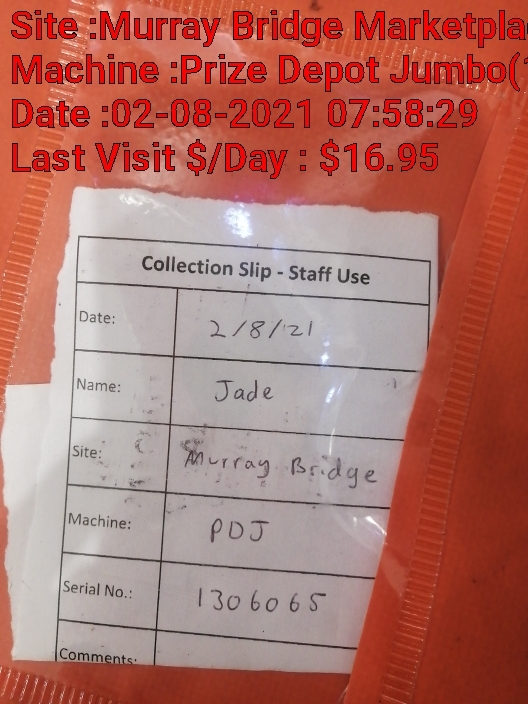 Site :Murray Bridge Marketpla
Machine :Prize Depot Jumbo(
Date :02-08-2021 07:58:29
Last Visit $/Day : $16.95
Collection Slip - Staff Use
Date: 2/8/21
Name: Jade
Site: Murray Bridge
Machine: PDJ
Serial No.: 1306065
Comments: